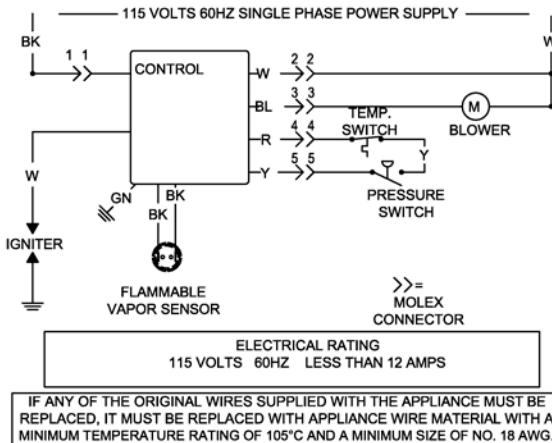 115 VOLTS 60HZ SINGLE PHASE POWER SUPPLY
BK
W
1 1
CONTROL
W
2 2
BL
3 3
M
BLOWER
TEMP.
SWITCH
R
4 4
Y
Y
5 5
PRESSURE
SWITCH
W
GN
BK
BK
IGNITER
FLAMMABLE
VAPOR SENSOR
>>=
MOLEX
CONNECTOR
ELECTRICAL RATING
115 VOLTS 60HZ LESS THAN 12 AMPS
IF ANY OF THE ORIGINAL WIRES SUPPLIED WITH THE APPLIANCE MUST BE
REPLACED, IT MUST BE REPLACED WITH APPLIANCE WIRE MATERIAL WITH A
MINIMUM TEMPERATURE RATING OF 105°C AND A MINIMUM SIZE OF NO. 18 AWG.